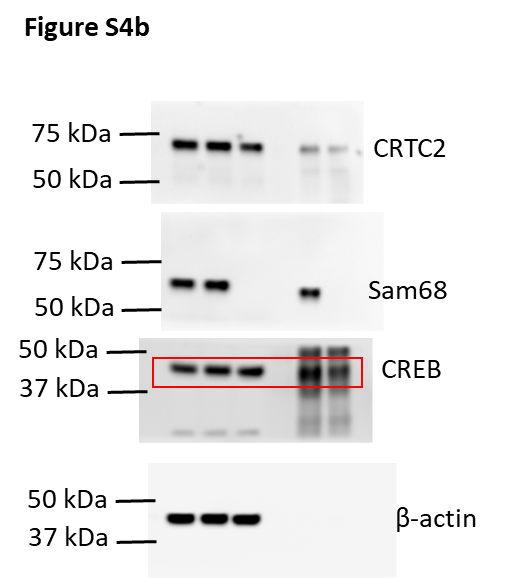 Figure S4b
75 kDa
CRTC2
50 kDa
75 kDa
Sam68
50 kDa
50 kDa
CREB
37 kDa
50 kDa
β-actin
37 kDa